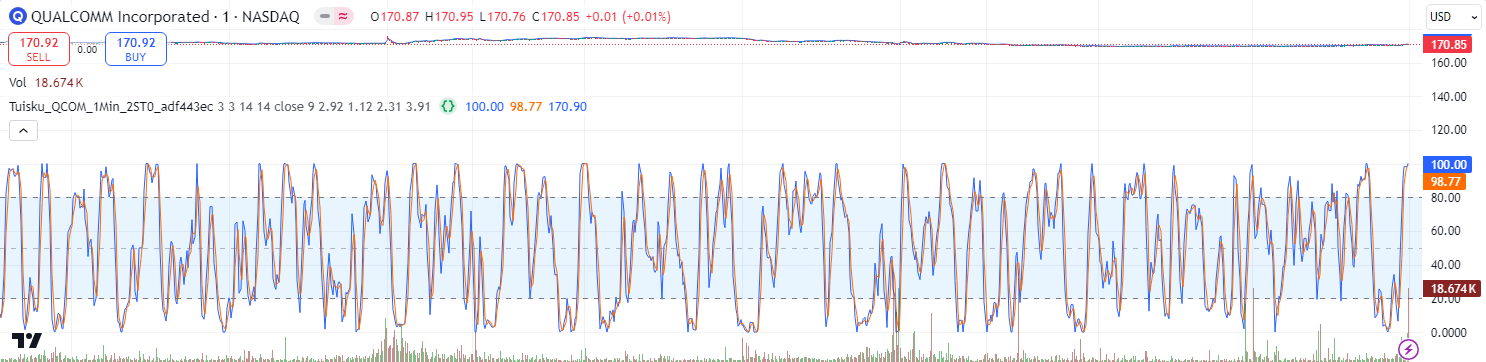 QUALCOMM Incorporated · 1 · NASDAQ O170.87 H170.95 L170.76 C170.85 +0.01 (+0.01%)
USD
170.92 SELL
0.00
170.92 BUY
170.85
Vol 18.674 K
160.00
Tuisku_QCOM_1Min_2ST0_adf443ec 3 3 14 14 close 9 2.92 1.12 2.31 3.91 {} 100.00 98.77 170.90
140.00
120.00
100.00
98.77
80.00
60.00
40.00
18.674 K
20.00
0.0000